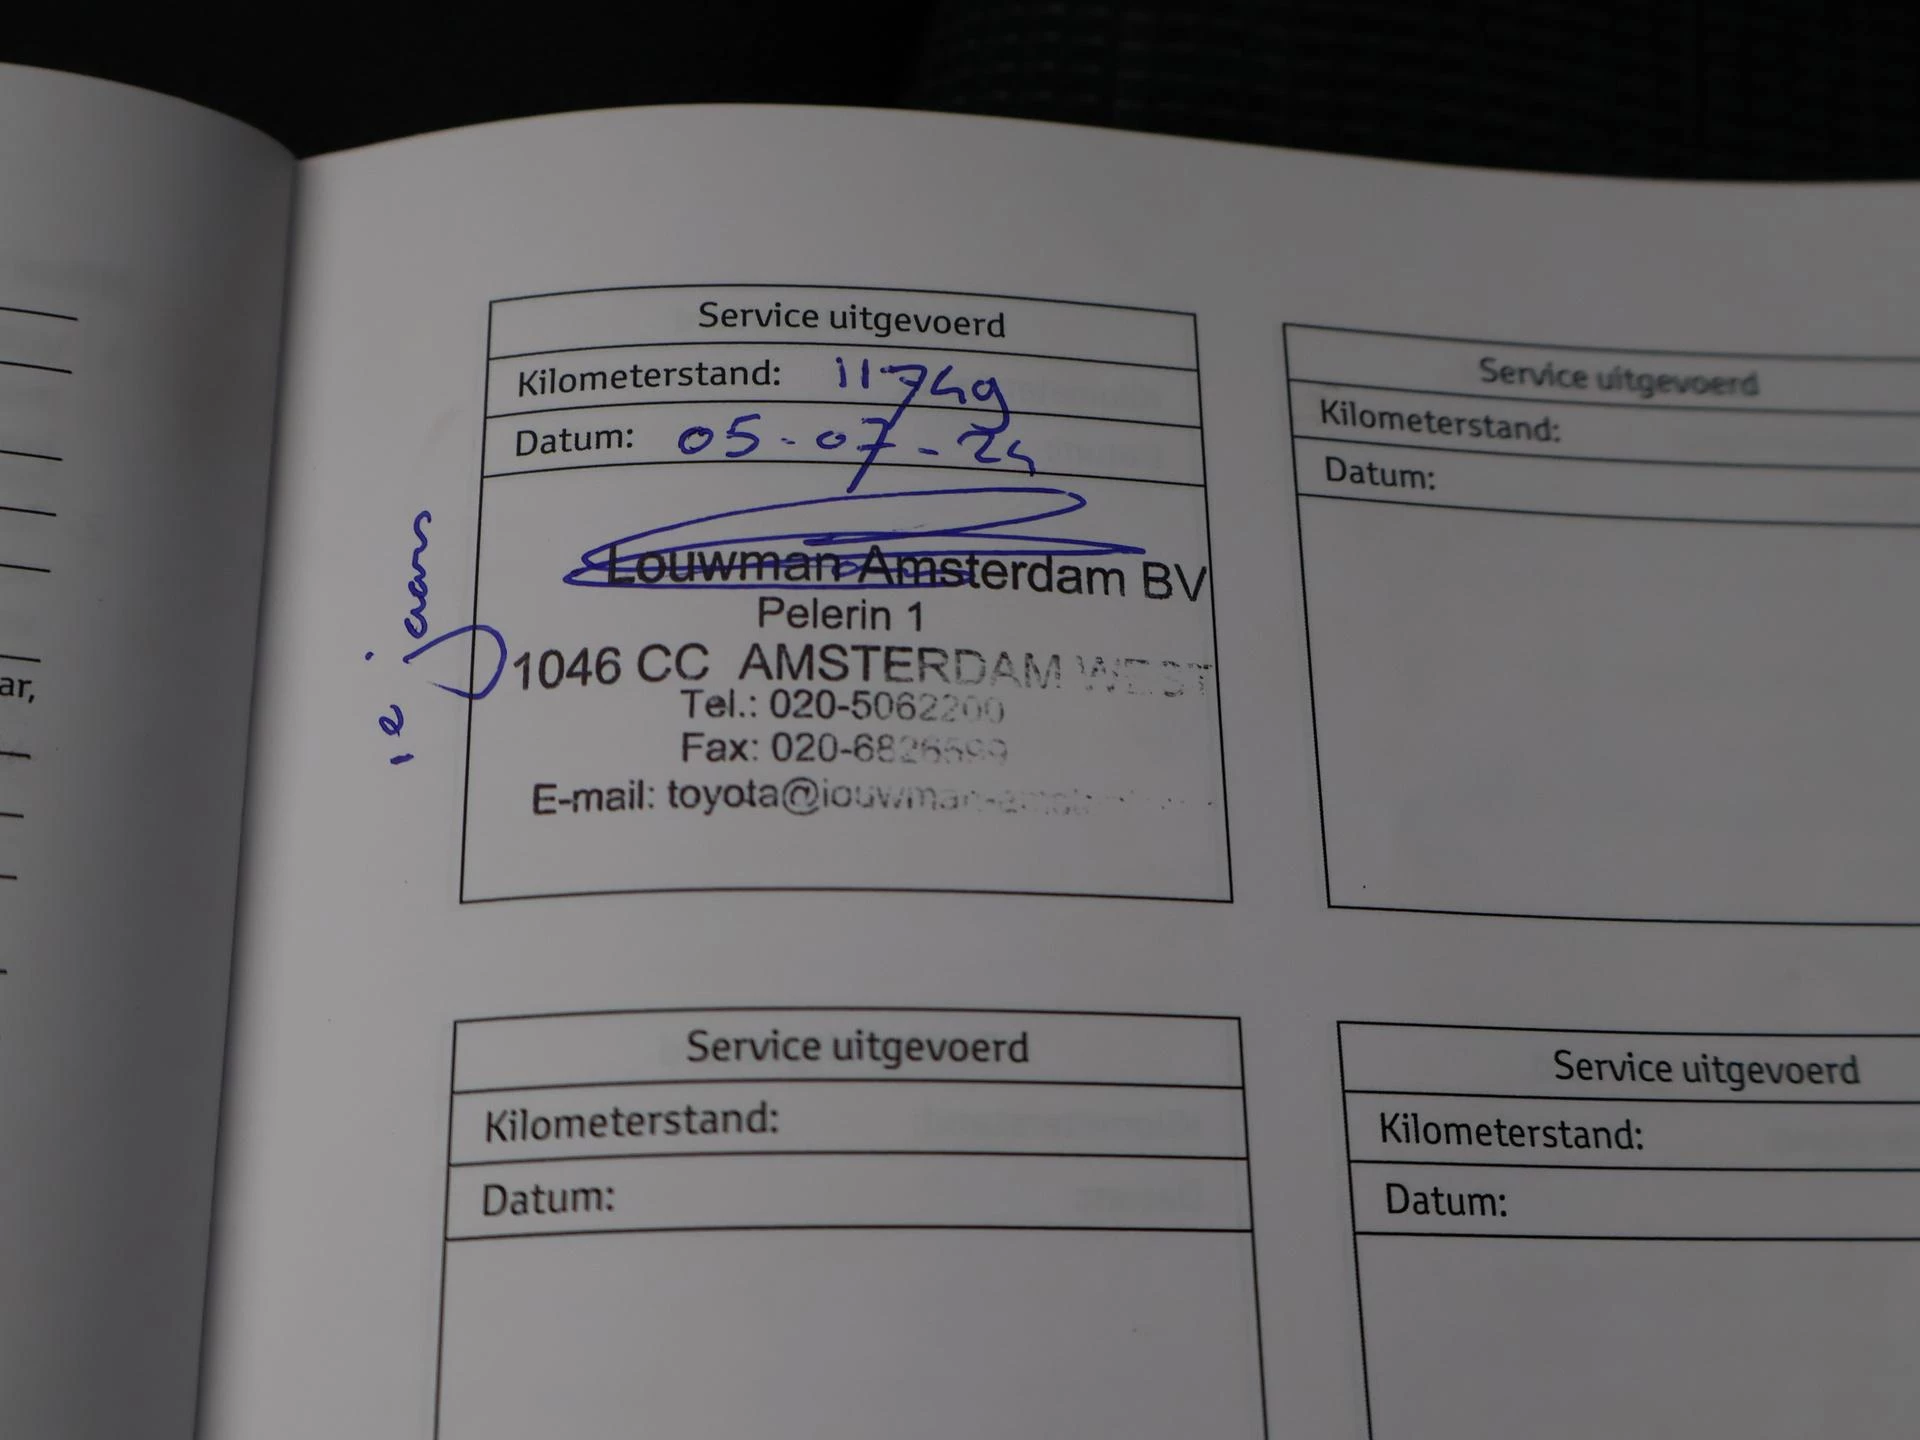 ar,
Service uitgevoerd
Kilometerstand: 11749
Datum: 05-07-24
1e jaars
Louwman Amsterdam BV
Pelerin 1
1046 CC AMSTERDAM WEST
Tel.: 020-5062200
Fax: 020-6826599
E-mail: toyota@louwman-
Service uitgevoerd
Kilometerstand:
Datum:
Service uitgevoerd
Kilometerstand:
Datum:
Service uitgevoerd
Kilometerstand:
Datum: